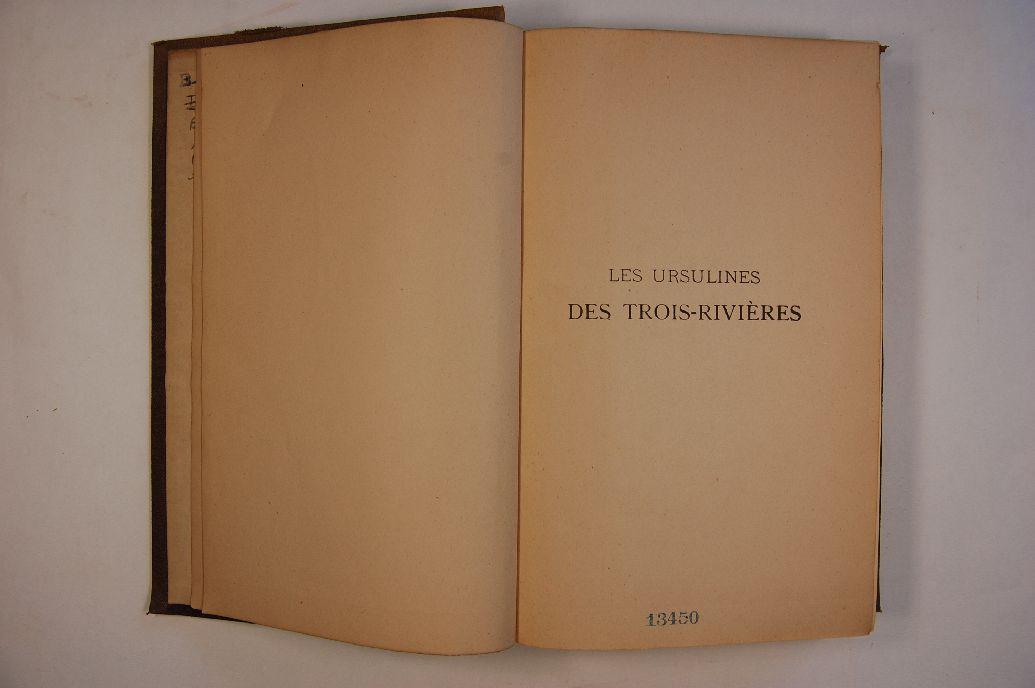 LES URSULINES
DES TROIS-RIVIÈRES
13450